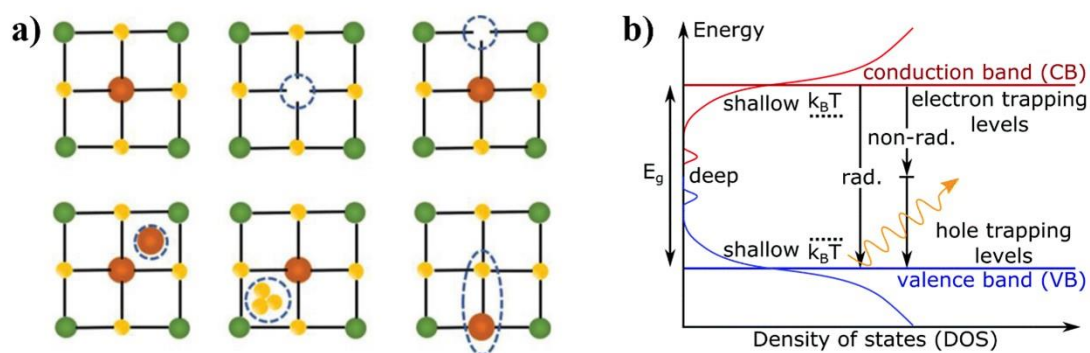 a)
b)
Energy
conduction band (CB)
shallow k_BT
electron trapping
levels
non-rad.
E_g
deep
rad.
hole trapping
levels
shallow k_BT
valence band (VB)
Density of states (DOS)